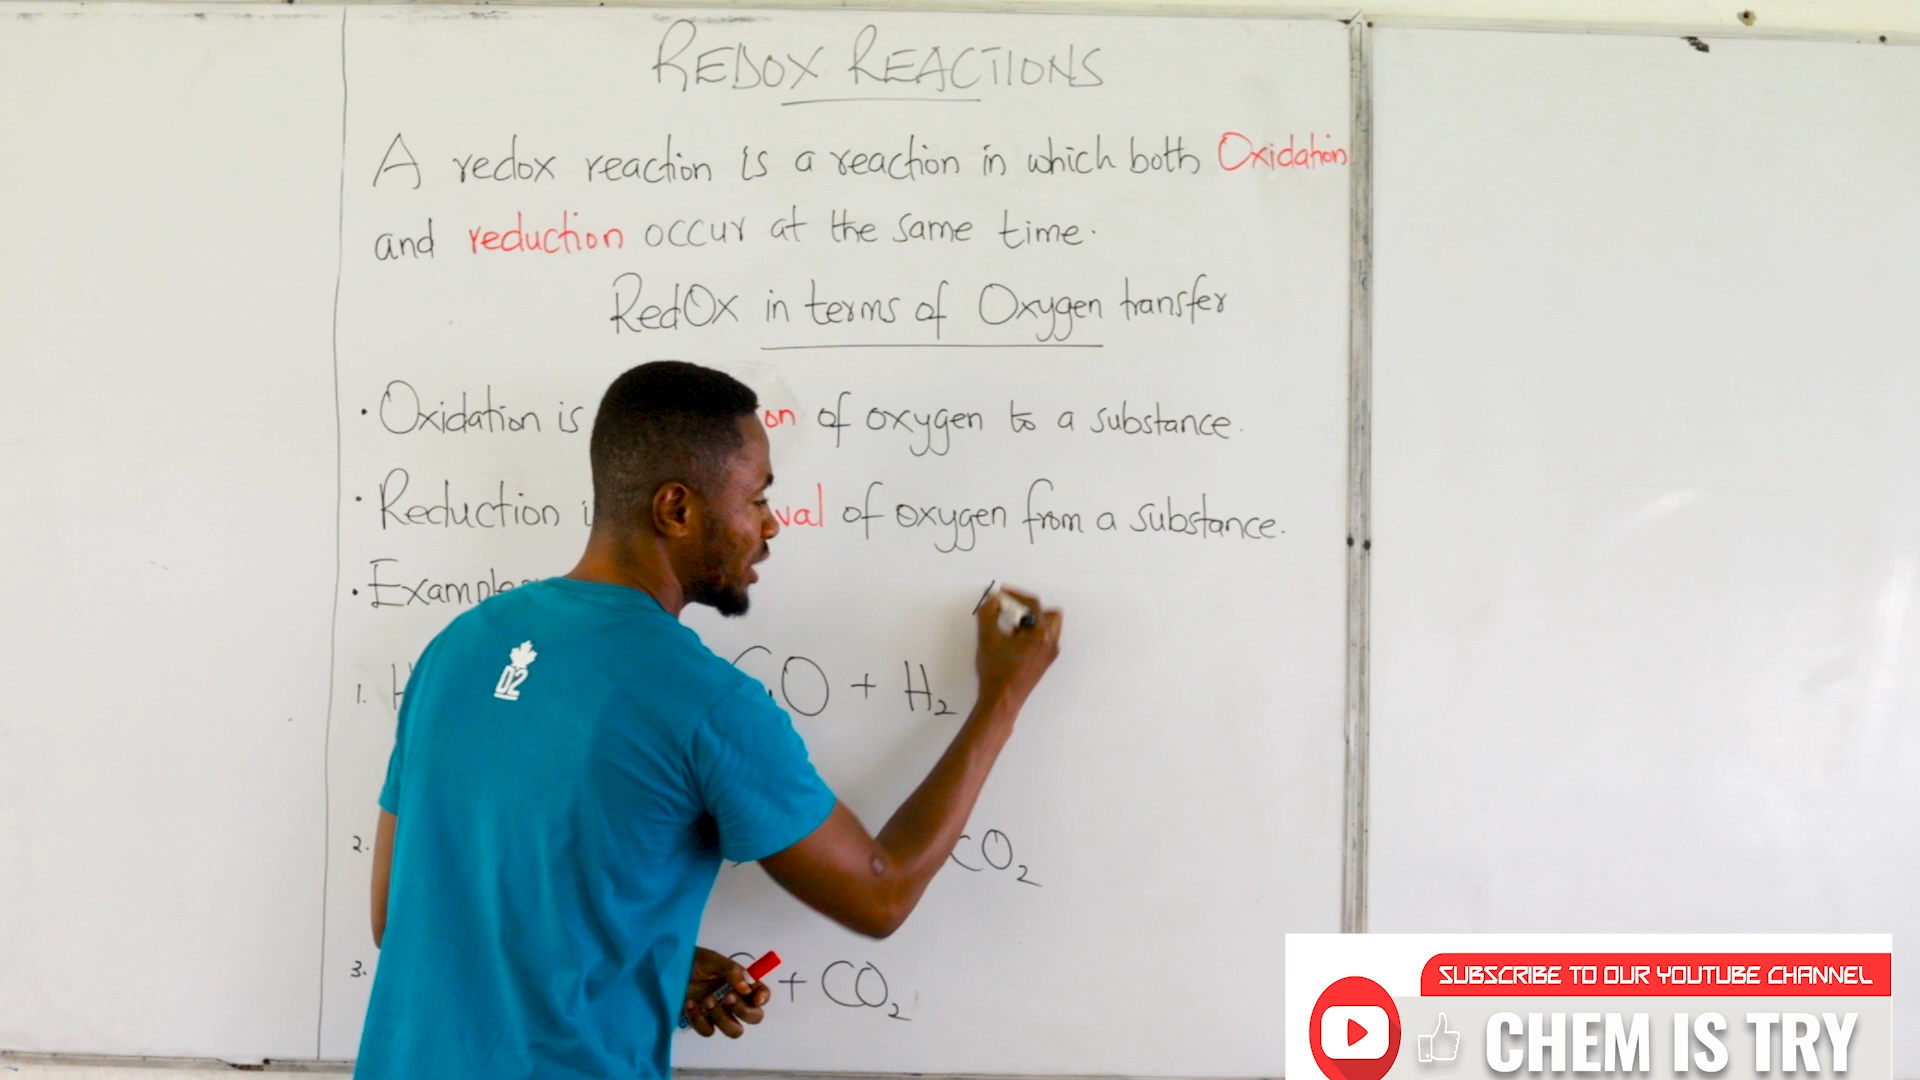 REDOX REACTIONS
A redox reaction is a reaction in which both Oxidation
and reduction occur at the same time.
RedOx in terms of Oxygen transfer
• Oxidation is on of oxygen to a substance.
• Reduction i val of oxygen from a substance.
• Example
1. H O + H₂
2. CO₂
3. + CO₂
D2
SUBSCRIBE TO OUR YOUTUBE CHANNEL
CHEM IS TRY